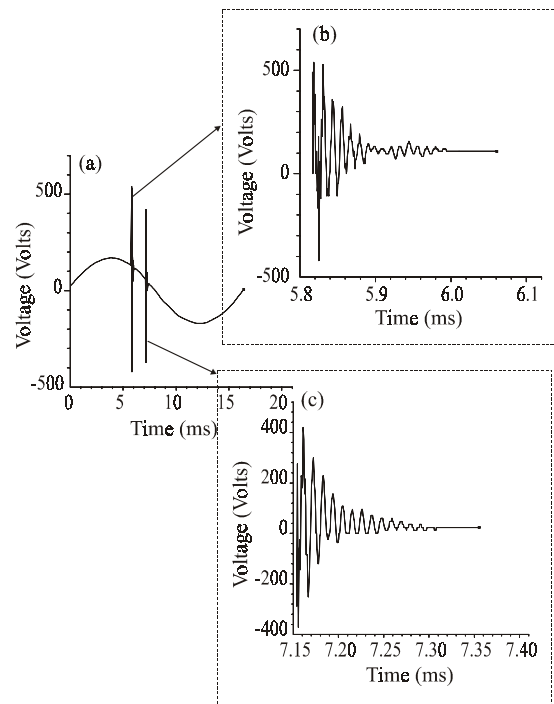 (a)
Voltage (Volts)
500
0
-500
0 5 10 15 20
Time (ms)
(b)
Voltage (Volts)
500
0
-500
5.8 5.9 6.0 6.1
Time (ms)
(c)
Voltage (Volts)
400
200
0
-200
-400
7.15 7.20 7.25 7.30 7.35 7.40
Time (ms)